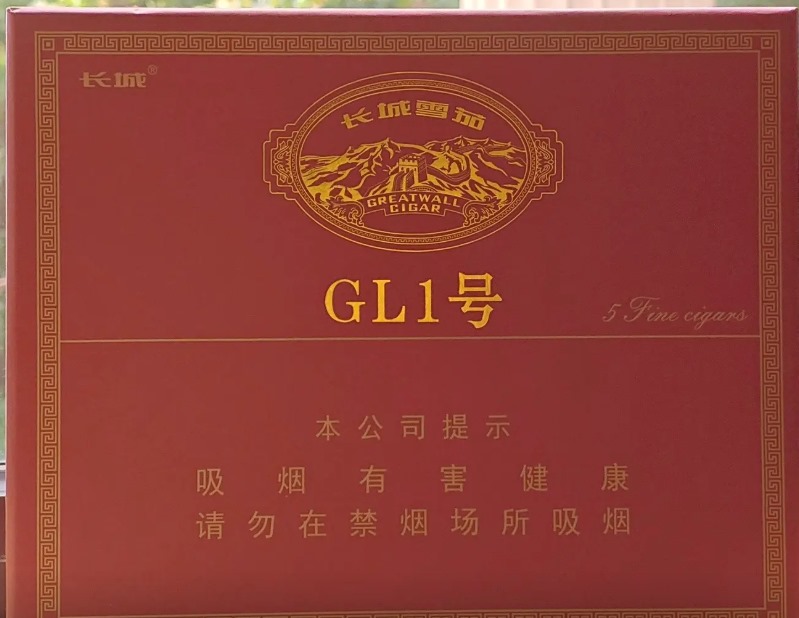 长城®
长城雪茄
GREATWALL
CIGAR
GL1号
5 Fine cigars
本公司提示
吸烟有害健康
请勿在禁烟场所吸烟